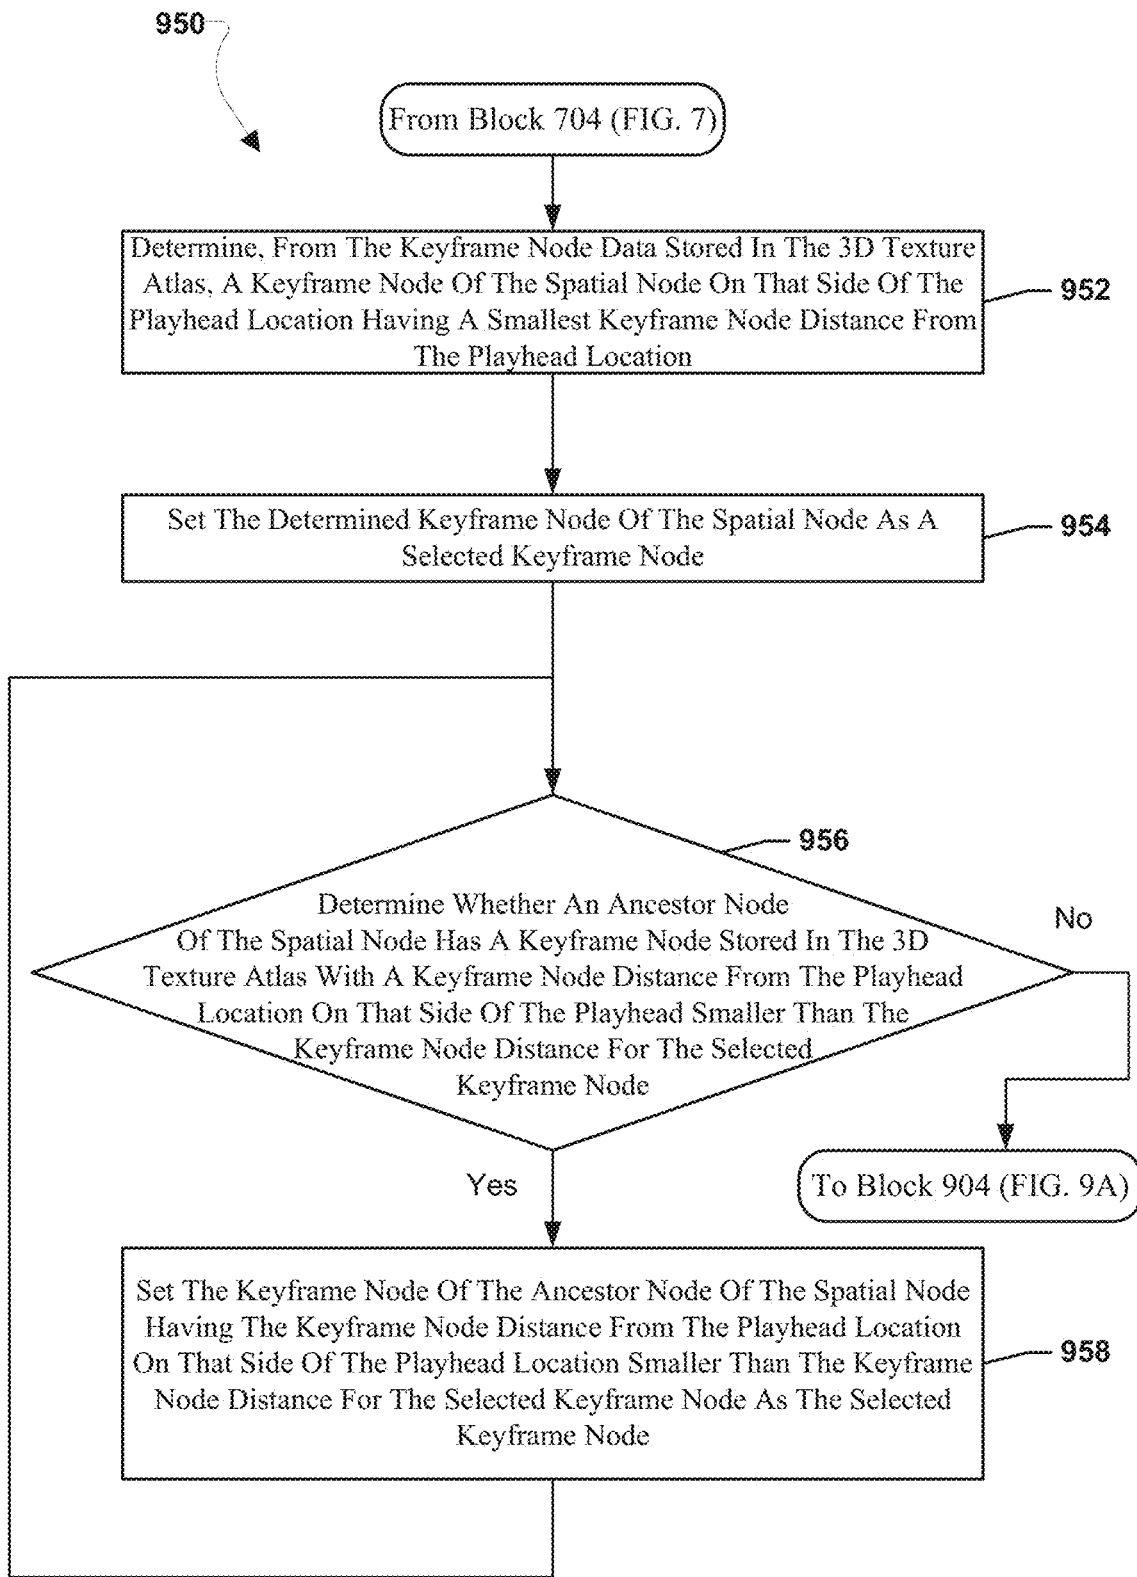 950
From Block 704 (FIG. 7)
Determine, From The Keyframe Node Data Stored In The 3D Texture
Atlas, A Keyframe Node Of The Spatial Node On That Side Of The
Playhead Location Having A Smallest Keyframe Node Distance From
The Playhead Location
952
Set The Determined Keyframe Node Of The Spatial Node As A
Selected Keyframe Node
954
956
Determine Whether An Ancestor Node
Of The Spatial Node Has A Keyframe Node Stored In The 3D
Texture Atlas With A Keyframe Node Distance From The Playhead
Location On That Side Of The Playhead Smaller Than The
Keyframe Node Distance For The Selected
Keyframe Node
No
Yes
To Block 904 (FIG. 9A)
Set The Keyframe Node Of The Ancestor Node Of The Spatial Node
Having The Keyframe Node Distance From The Playhead Location
On That Side Of The Playhead Location Smaller Than The Keyframe
Node Distance For The Selected Keyframe Node As The Selected
Keyframe Node
958